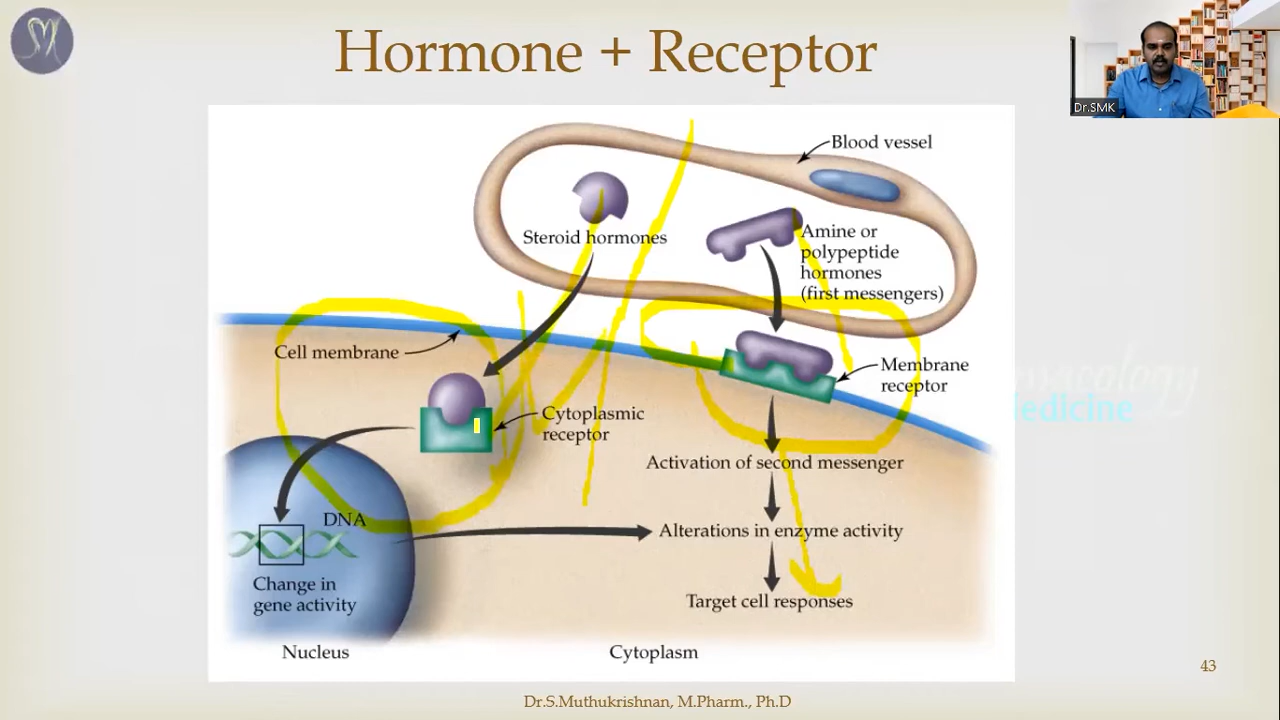 Hormone + Receptor
Dr.SMK
Blood vessel
Steroid hormones
Amine or
polypeptide
hormones
(first messengers)
Cell membrane
Membrane
receptor
Cytoplasmic
receptor
Activation of second messenger
DNA
Alterations in enzyme activity
Change in
gene activity
Target cell responses
Nucleus
Cytoplasm
Medicine
43
Dr.S.Muthukrishnan, M.Pharm., Ph.D